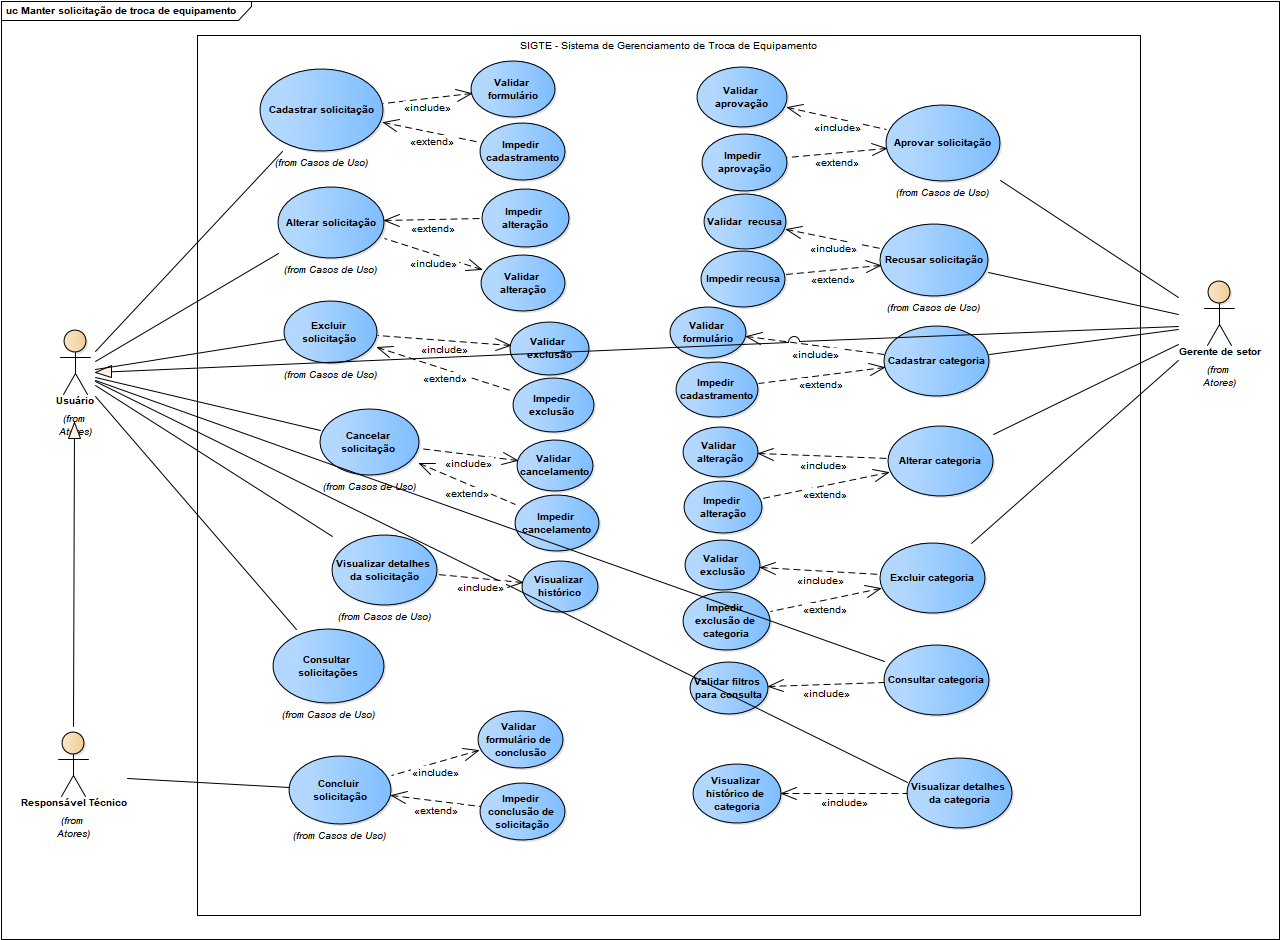 uc Manter solicitação de troca de equipamento
SIGTE - Sistema de Gerenciamento de Troca de Equipamento
Cadastrar solicitação
(from Casos de Uso)
«include»
Validar
formulário
«extend»
Impedir
cadastramento
Alterar solicitação
(from Casos de Uso)
«extend»
Impedir
alteração
«include»
Validar
alteração
Excluir
solicitação
(from Casos de Uso)
«include»
Validar
exclusão
«extend»
Impedir
exclusão
Cancelar
solicitação
(from Casos de Uso)
«include»
Validar
cancelamento
«extend»
Impedir
cancelamento
Visualizar detalhes
da solicitação
(from Casos de Uso)
«include»
Visualizar
histórico
Consultar
solicitações
(from Casos de Uso)
Concluir
solicitação
(from Casos de Uso)
«include»
Validar
formulário de
conclusão
«extend»
Impedir
conclusão de
solicitação
Usuário
(from
Atores)
Responsável Técnico
(from
Atores)
Validar
aprovação
«include»
Aprovar solicitação
(from Casos de Uso)
Impedir
aprovação
«extend»
Validar  recusa
«include»
Recusar solicitação
(from Casos de Uso)
Impedir recusa
«extend»
Validar
formulário
«include»
Cadastrar categoria
Impedir
cadastramento
«extend»
Validar
alteração
«include»
Alterar categoria
Impedir
alteração
«extend»
Validar
exclusão
«include»
Excluir categoria
Impedir
exclusão de
categoria
«extend»
Validar filtros
para consulta
«include»
Consultar categoria
Visualizar
histórico de
categoria
«include»
Visualizar detalhes
da categoria
Gerente de setor
(from
Atores)